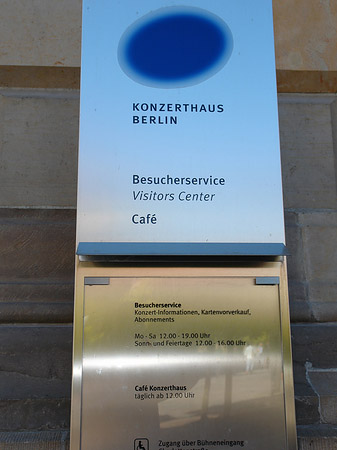 KONZERTHAUS
BERLIN
Besucherservice
Visitors Center
Café
Besucherservice
Konzert-Informationen, Kartenvorverkauf,
Abonnements
Mo - Sa 12.00 - 19.00 Uhr
Sonn- und Feiertage 12.00 - 16.00 Uhr
Café Konzerthaus
täglich ab 12.00 Uhr
Zugang über Bühneneingang